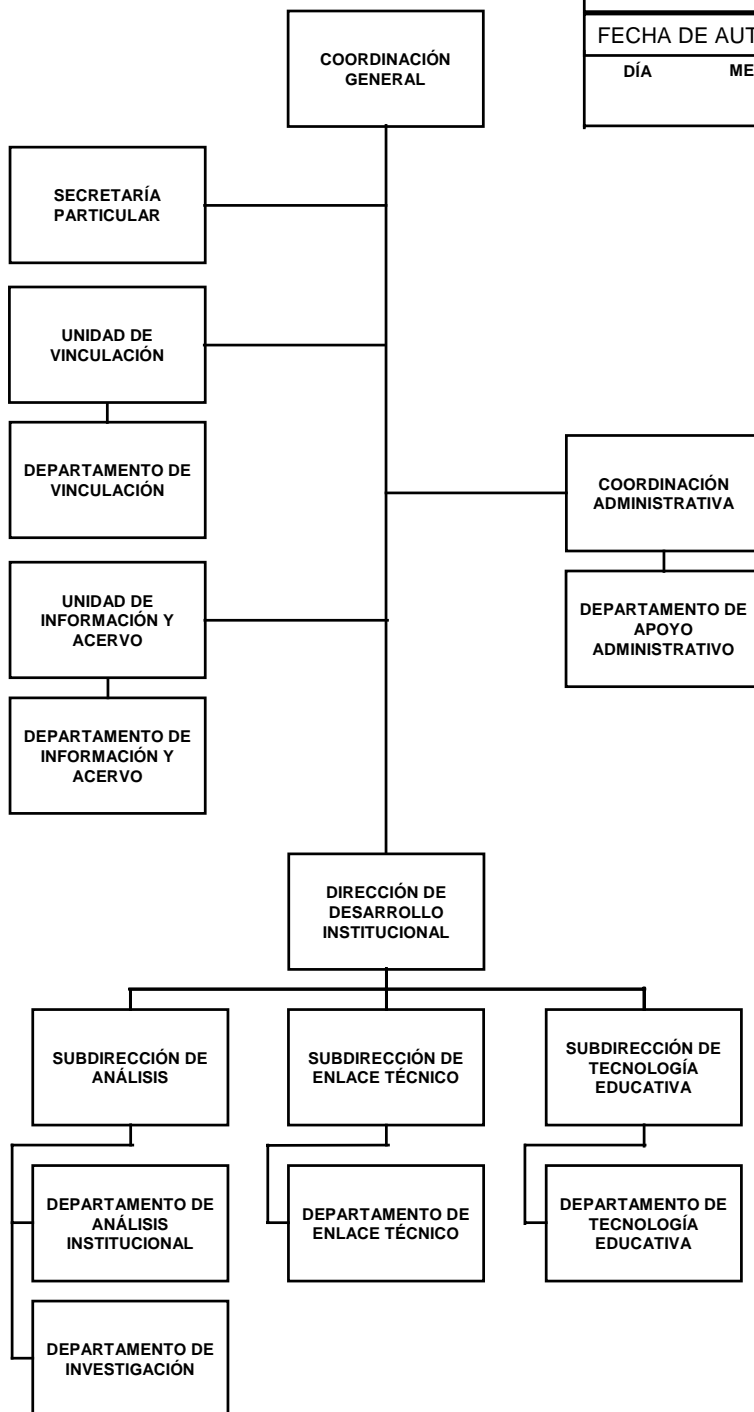 COORDINACIÓN
GENERAL
FECHA DE AUT
DÍA ME
SECRETARÍA
PARTICULAR
UNIDAD DE
VINCULACIÓN
DEPARTAMENTO DE
VINCULACIÓN
COORDINACIÓN
ADMINISTRATIVA
DEPARTAMENTO DE
APOYO
ADMINISTRATIVO
UNIDAD DE
INFORMACIÓN Y
ACERVO
DEPARTAMENTO DE
INFORMACIÓN Y
ACERVO
DIRECCIÓN DE
DESARROLLO
INSTITUCIONAL
SUBDIRECCIÓN DE
ANÁLISIS
SUBDIRECCIÓN DE
ENLACE TÉCNICO
SUBDIRECCIÓN DE
TECNOLOGÍA
EDUCATIVA
DEPARTAMENTO DE
ANÁLISIS
INSTITUCIONAL
DEPARTAMENTO DE
ENLACE TÉCNICO
DEPARTAMENTO DE
TECNOLOGÍA
EDUCATIVA
DEPARTAMENTO DE
INVESTIGACIÓN